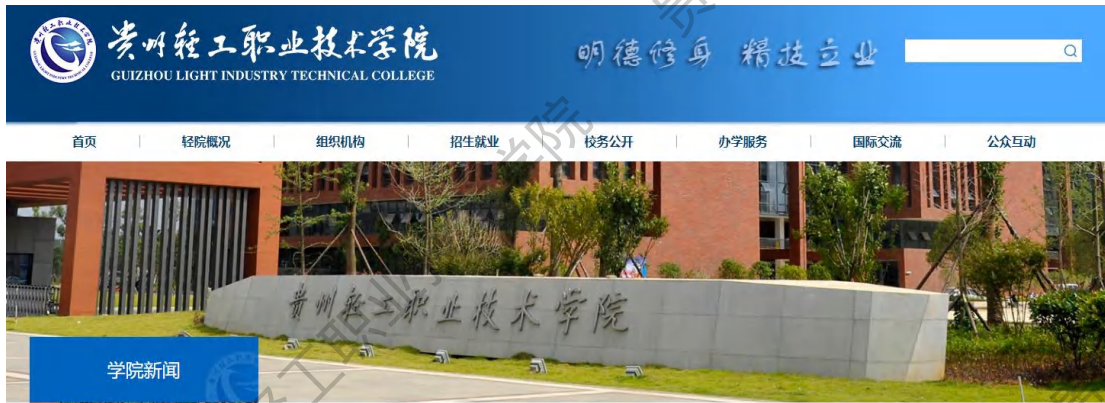 贵州轻工职业技术学院
GUIZHOU LIGHT INDUSTRY TECHNICAL COLLEGE
明德修身 精技立业
首页 轻院概况 组织机构 招生就业 校务公开 办学服务 国际交流 公众互动
贵州轻工职业技术学院
学院新闻